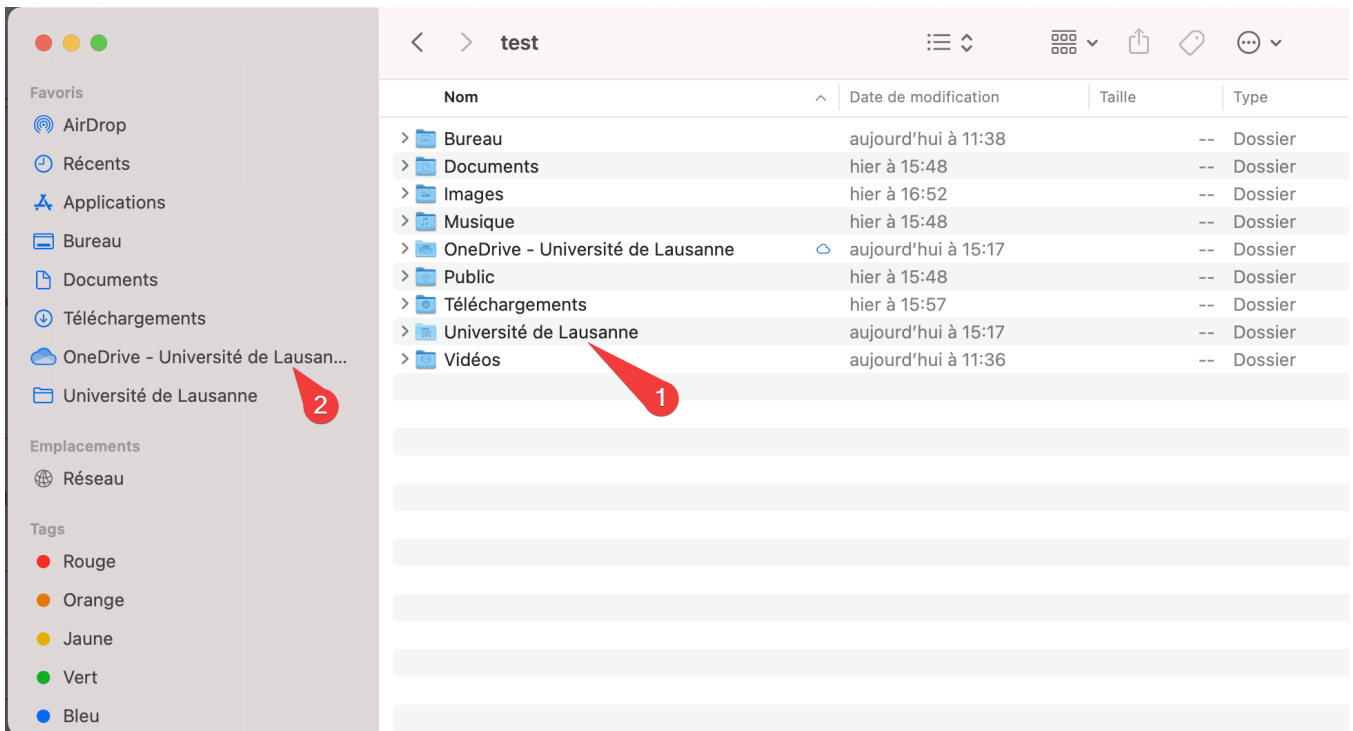 Favoris
AirDrop
Récents
Applications
Bureau
Documents
Téléchargements
OneDrive - Université de Lausan...
Université de Lausanne
2
Emplacements
Réseau
Tags
Rouge
Orange
Jaune
Vert
Bleu
test
Nom Date de modification Taille Type
Bureau aujourd'hui à 11:38 -- Dossier
Documents hier à 15:48 -- Dossier
Images hier à 16:52 -- Dossier
Musique hier à 15:48 -- Dossier
OneDrive - Université de Lausanne aujourd'hui à 15:17 -- Dossier
Public hier à 15:48 -- Dossier
Téléchargements hier à 15:57 -- Dossier
Université de Lausanne aujourd'hui à 15:17 -- Dossier
Vidéos aujourd'hui à 11:36 -- Dossier
1